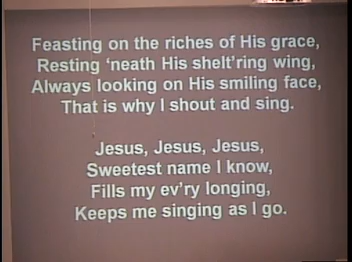 Feasting on the riches of His grace,
Resting ‘neath His shelt’ring wing,
Always looking on His smiling face,
That is why I shout and sing.
Jesus, Jesus, Jesus,
Sweetest name I know,
Fills my ev’ry longing,
Keeps me singing as I go.